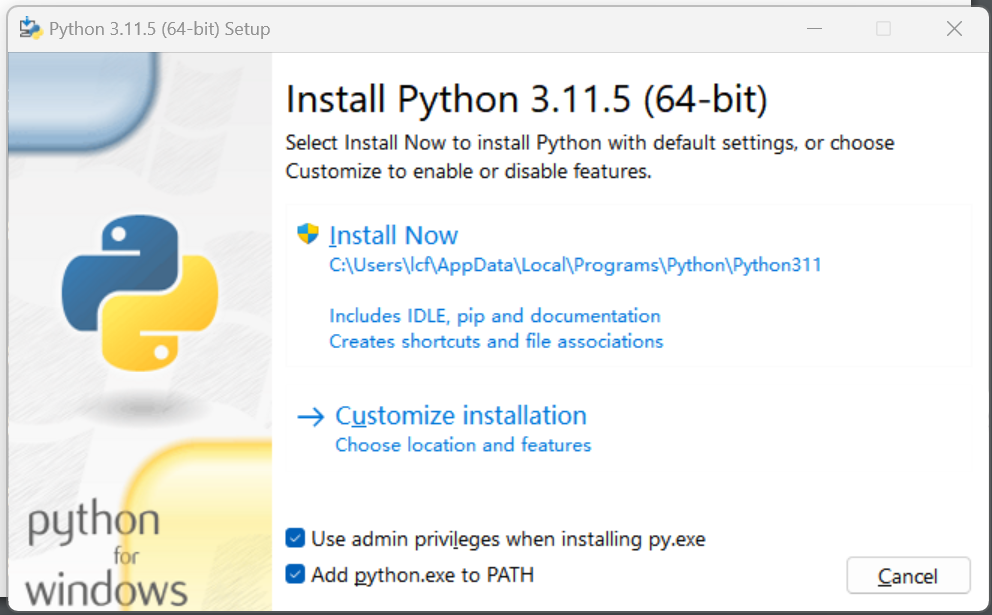 Python 3.11.5 (64-bit) Setup
Install Python 3.11.5 (64-bit)
Select Install Now to install Python with default settings, or choose
Customize to enable or disable features.
Install Now
C:\Users\lcf\AppData\Local\Programs\Python\Python311
Includes IDLE, pip and documentation
Creates shortcuts and file associations
Customize installation
Choose location and features
python
for
windows
Use admin privileges when installing py.exe
Add python.exe to PATH
Cancel